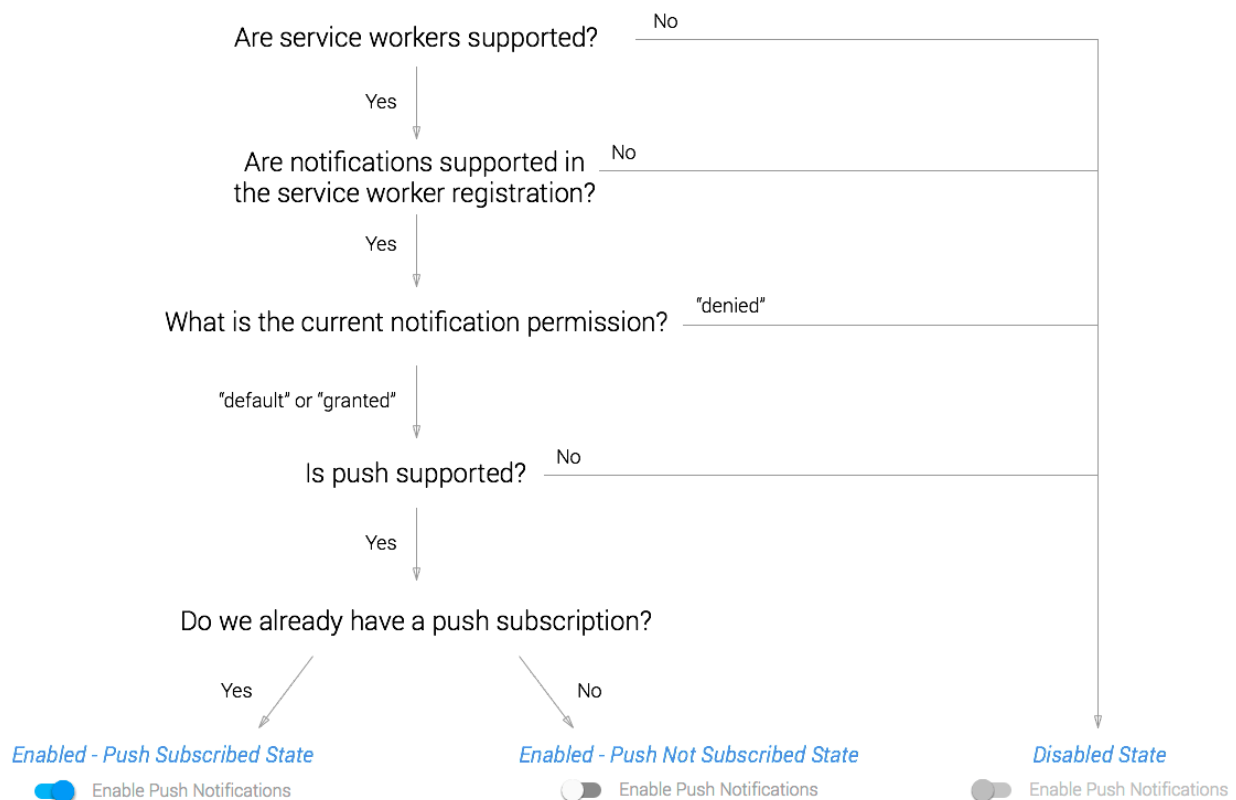 Are service workers supported?
No
Yes
Are notifications supported in
the service worker registration?
No
Yes
What is the current notification permission?
“denied”
“default” or “granted”
Is push supported?
No
Yes
Do we already have a push subscription?
Yes
No
Enabled - Push Subscribed State
Enable Push Notifications
Enabled - Push Not Subscribed State
Enable Push Notifications
Disabled State
Enable Push Notifications